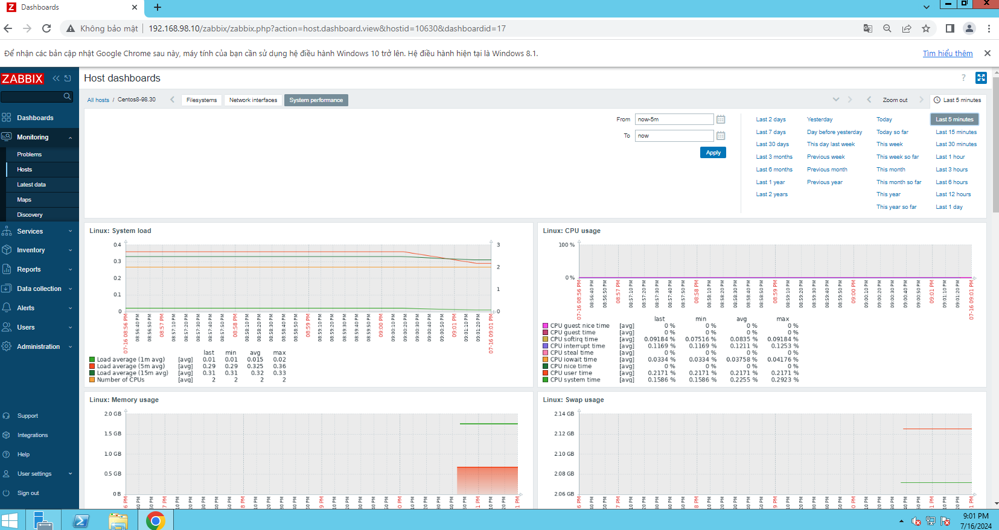 Dashboards
Không bảo mật
192.168.98.10/zabbix/zabbix.php?action=host.dashboard.view&hostid=10630&dashboardid=17
Để nhận các bản cập nhật Google Chrome sau này, máy tính của bạn cần sử dụng hệ điều hành Windows 10 trở lên. Hệ điều hành hiện tại là Windows 8.1.
Tìm hiểu thêm
ZABBIX
Dashboards
Monitoring
Problems
Hosts
Latest data
Maps
Discovery
Services
Inventory
Reports
Data collection
Alerts
Users
Administration
Support
Integrations
Help
User settings
Sign out
Host dashboards
?
All hosts / Centos8-98.30
Filesystems
Network interfaces
System performance
Zoom out
Last 5 minutes
From now-5m
To now
Apply
Last 2 days Yesterday Today Last 5 minutes
Last 7 days Day before yesterday Today so far Last 15 minutes
Last 30 days This day last week This week Last 30 minutes
Last 3 months Previous week This week so far Last 1 hour
Last 6 months Previous month This month Last 3 hours
Last 1 year Previous year This month so far Last 6 hours
Last 2 years This year Last 12 hours
This year so far Last 1 day
Linux: System load
0.4
0.3
0.2
0.1
0
3
2
1
0
07-16 08:56 PM
08:56:40 PM
08:56:50 PM
08:57 PM
08:57:10 PM
08:57:20 PM
08:57:30 PM
08:57:40 PM
08:57:50 PM
08:58 PM
08:58:10 PM
08:58:20 PM
08:58:30 PM
08:58:40 PM
08:58:50 PM
08:59 PM
08:59:10 PM
08:59:20 PM
08:59:30 PM
08:59:40 PM
08:59:50 PM
09:00 PM
09:00:10 PM
09:00:20 PM
09:00:30 PM
09:00:40 PM
09:00:50 PM
09:01 PM
09:01:10 PM
09:01:20 PM
07-16 09:01 PM
last min avg max
Load average (1m avg) [avg] 0.01 0.01 0.015 0.02
Load average (5m avg) [avg] 0.29 0.29 0.325 0.36
Load average (15m avg) [avg] 0.31 0.31 0.32 0.33
Number of CPUs [avg] 2 2 2 2
Linux: CPU usage
100 %
0 %
07-16 08:56 PM
08:56:40 PM
08:56:50 PM
08:57 PM
08:57:10 PM
08:57:20 PM
08:57:30 PM
08:57:40 PM
08:57:50 PM
08:58 PM
08:58:10 PM
08:58:20 PM
08:58:30 PM
08:58:40 PM
08:58:50 PM
08:59 PM
08:59:10 PM
08:59:20 PM
08:59:30 PM
08:59:40 PM
08:59:50 PM
09:00 PM
09:00:10 PM
09:00:20 PM
09:00:30 PM
09:00:40 PM
09:00:50 PM
09:01 PM
09:01:10 PM
09:01:20 PM
07-16 09:01 PM
last min avg max
CPU guest nice time [avg] 0 % 0 % 0 % 0 %
CPU guest time [avg] 0 % 0 % 0 % 0 %
CPU softirq time [avg] 0.09184 % 0.07516 % 0.0835 % 0.09184 %
CPU interrupt time [avg] 0.1169 % 0.1169 % 0.1211 % 0.1253 %
CPU steal time [avg] 0 % 0 % 0 % 0 %
CPU iowait time [avg] 0.0334 % 0.0334 % 0.03758 % 0.04176 %
CPU nice time [avg] 0 % 0 % 0 % 0 %
CPU user time [avg] 0.2171 % 0.2171 % 0.2171 % 0.2171 %
CPU system time [avg] 0.1586 % 0.1586 % 0.2255 % 0.2923 %
Linux: Memory usage
2.0 GB
1.5 GB
1.0 GB
0.5 GB
0 B
Linux: Swap usage
2.14 GB
2.12 GB
2.10 GB
2.08 GB
2.06 GB
9:01 PM
7/16/2024